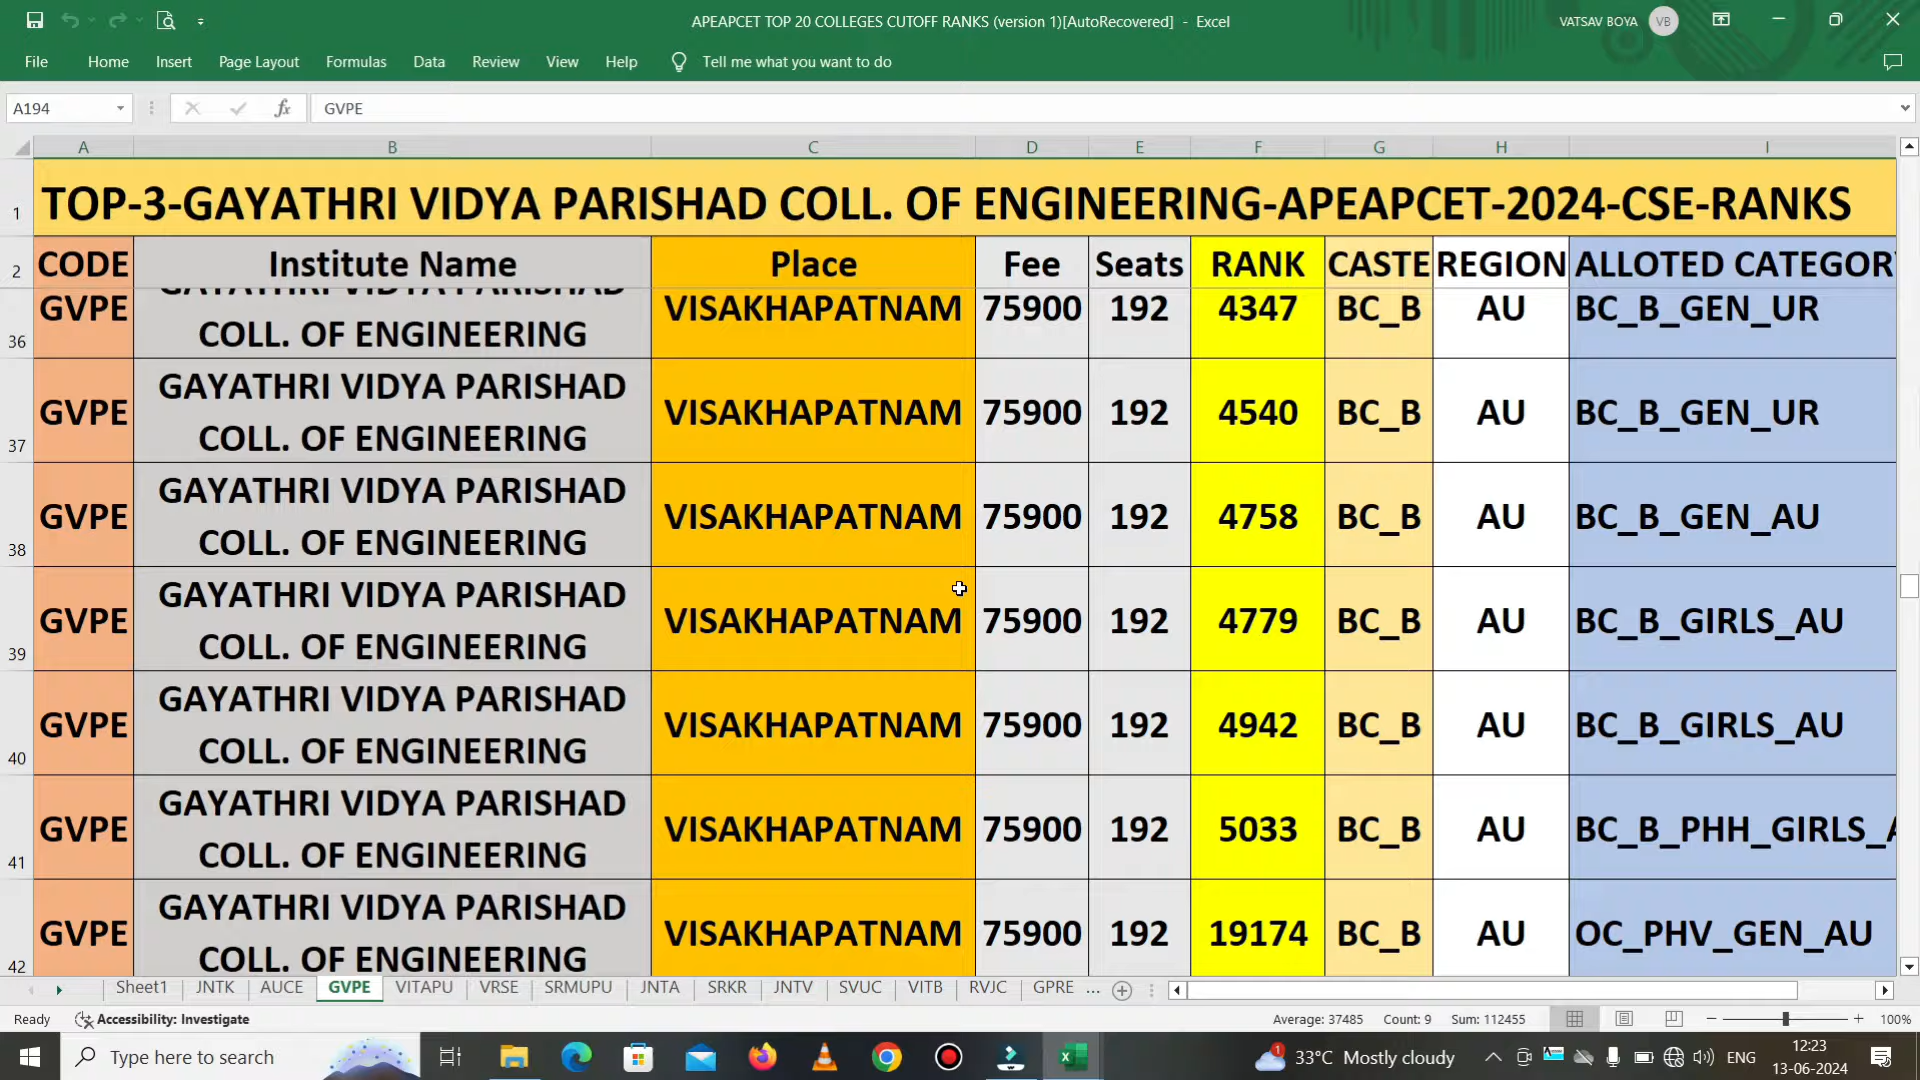 APEAPCET TOP 20 COLLEGES CUTOFF RANKS (version 1)[AutoRecovered] - Excel
VATSAV BOYA VB
File Home Insert Page Layout Formulas Data Review View Help Tell me what you want to do
A194 fx GVPE
A B C D E F G H I
1 TOP-3-GAYATHRI VIDYA PARISHAD COLL. OF ENGINEERING-APEAPCET-2024-CSE-RANKS
2 CODE Institute Name Place Fee Seats RANK CASTE REGION ALLOTED CATEGOR
GAYATHRI VIDYA PARISHAD
36 GVPE COLL. OF ENGINEERING VISAKHAPATNAM 75900 192 4347 BC_B AU BC_B_GEN_UR
GAYATHRI VIDYA PARISHAD
37 GVPE COLL. OF ENGINEERING VISAKHAPATNAM 75900 192 4540 BC_B AU BC_B_GEN_UR
GAYATHRI VIDYA PARISHAD
38 GVPE COLL. OF ENGINEERING VISAKHAPATNAM 75900 192 4758 BC_B AU BC_B_GEN_AU
GAYATHRI VIDYA PARISHAD
39 GVPE COLL. OF ENGINEERING VISAKHAPATNAM 75900 192 4779 BC_B AU BC_B_GIRLS_AU
GAYATHRI VIDYA PARISHAD
40 GVPE COLL. OF ENGINEERING VISAKHAPATNAM 75900 192 4942 BC_B AU BC_B_GIRLS_AU
GAYATHRI VIDYA PARISHAD
41 GVPE COLL. OF ENGINEERING VISAKHAPATNAM 75900 192 5033 BC_B AU BC_B_PHH_GIRLS_A
GAYATHRI VIDYA PARISHAD
42 GVPE COLL. OF ENGINEERING VISAKHAPATNAM 75900 192 19174 BC_B AU OC_PHV_GEN_AU
Sheet1 JNTK AUCE GVPE VITAPU VRSE SRMUPU JNTA SRKR JNTV SVUC VITB RVJC GPRE ...
Ready Accessibility: Investigate Average: 37485 Count: 9 Sum: 112455 100%
Type here to search 1 33°C Mostly cloudy ENG 12:23
13-06-2024